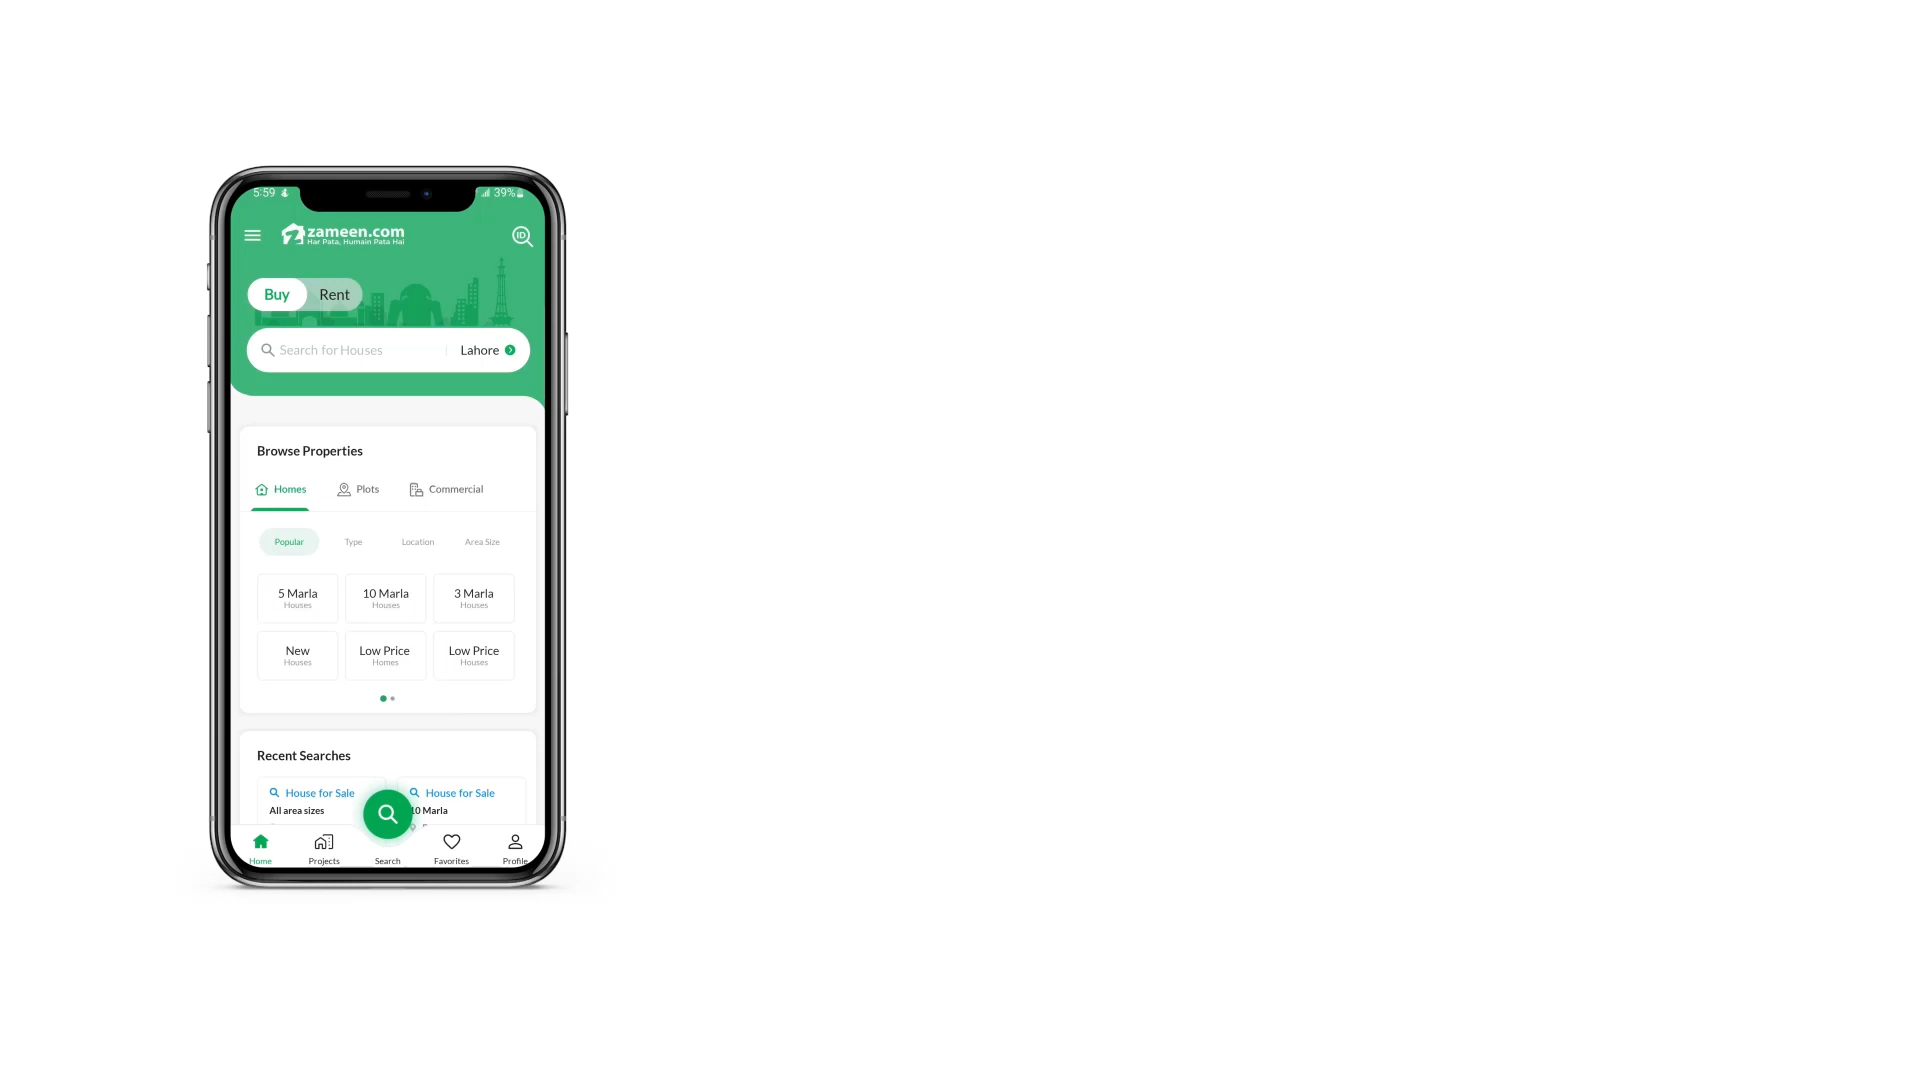 5:59
39%
zameen.com
Har Pata, Humain Pata Hai
ID
Buy Rent
Search for Houses Lahore
Browse Properties
Homes Plots Commercial
Popular Type Location Area Size
5 Marla 10 Marla 3 Marla
Houses Houses Houses
New Low Price Low Price
Houses Homes Houses
Recent Searches
House for Sale House for Sale
All area sizes 10 Marla
Home Projects Search Favorites Profile